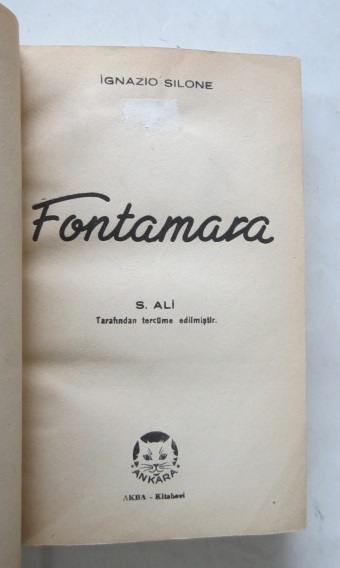 İGNAZIO SILONE
Fontamara
S. ALİ
Tarafından tercüme edilmiştir.
ANKARA
AKBA - Kitabevi